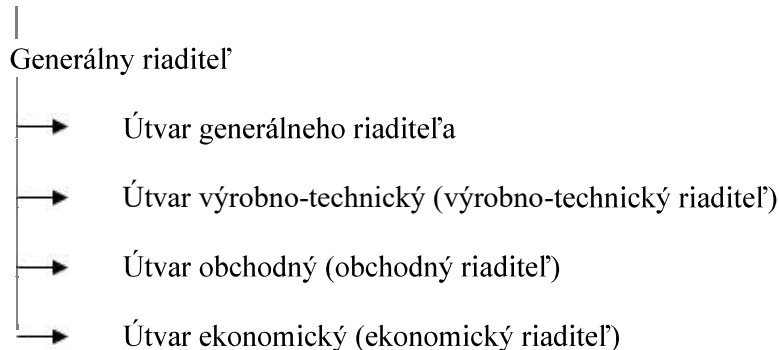 Generálny riaditeľ
Útvar generálneho riaditeľa
Útvar výrobno-technický (výrobno-technický riaditeľ)
Útvar obchodný (obchodný riaditeľ)
Útvar ekonomický (ekonomický riaditeľ)